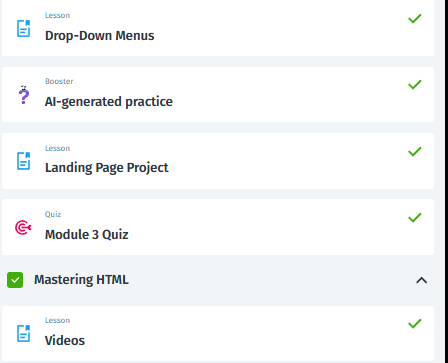 Lesson
Drop-Down Menus
Booster
AI-generated practice
Lesson
Landing Page Project
Quiz
Module 3 Quiz
Mastering HTML
Lesson
Videos